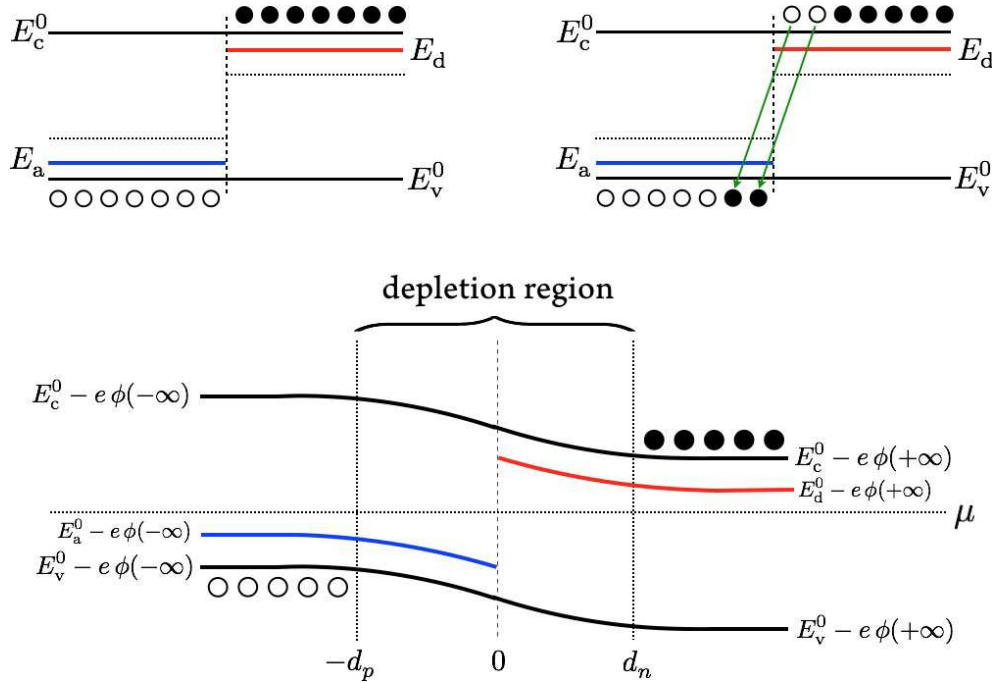 E_c^0
E_d
E_a
E_v^0
E_c^0
E_d
E_a
E_v^0
depletion region
E_c^0 − e ϕ(−∞)
E_c^0 − e ϕ(+∞)
E_d^0 − e ϕ(+∞)
μ
E_a^0 − e ϕ(−∞)
E_v^0 − e ϕ(−∞)
E_v^0 − e ϕ(+∞)
−d_p
0
d_n